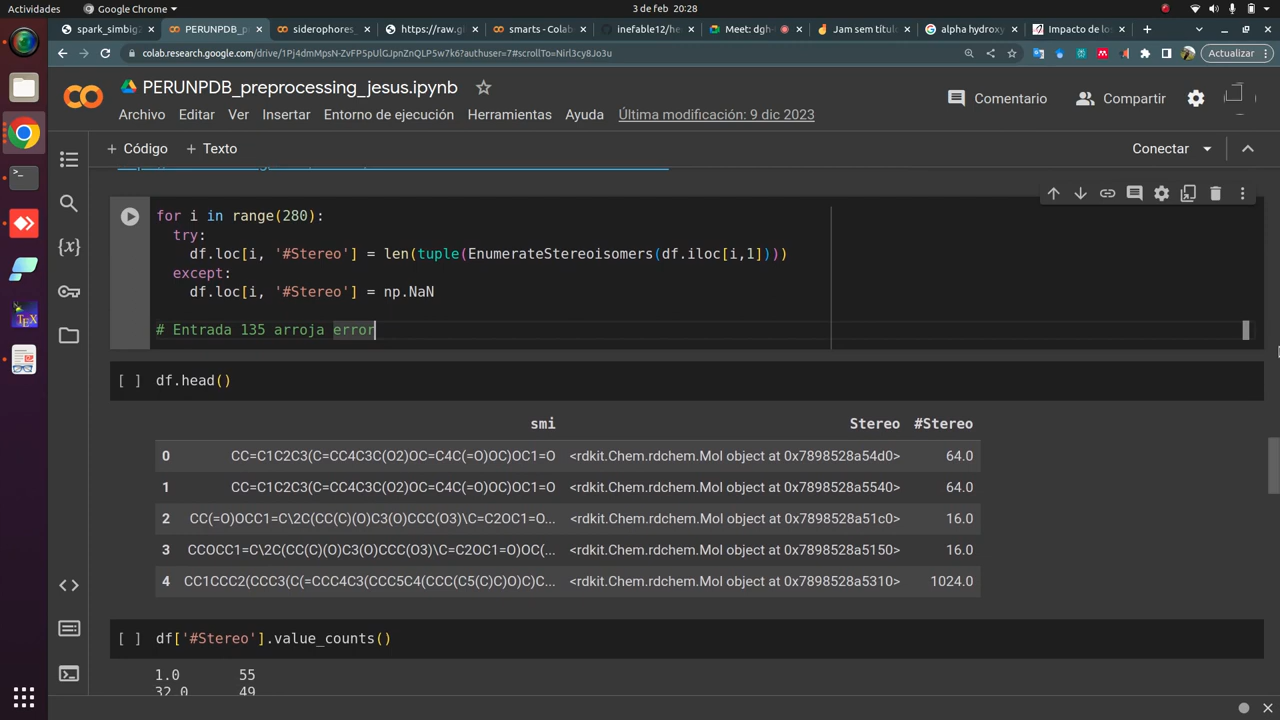 Actividades
Google Chrome
3 de feb 20:28
spark_simbig
PERUNPDB_pre
siderophores_
https://raw.gi
smarts - Colab
inefable12/he
Meet: dgh-
Jam sem títul
alpha hydroxy
Impacto de lo
colab.research.google.com/drive/1Pj4dmMpsN-ZvFP5pUlGJpnZnQLP5w7k6?authuser=7#scrollTo=Nirl3cy8Jo3u
Actualizar
CO
PERUNPDB_preprocessing_jesus.ipynb
Archivo Editar Ver Insertar Entorno de ejecución Herramientas Ayuda Última modificación: 9 dic 2023
Comentario
Compartir
+ Código + Texto
Conectar
for i in range(280):
try:
df.loc[i, '#Stereo'] = len(tuple(EnumerateStereoisomers(df.iloc[i,1])))
except:
df.loc[i, '#Stereo'] = np.NaN
# Entrada 135 arroja error
[ ] df.head()
smi Stereo #Stereo
0 CC=C1C2C3(C=CC4C3C(O2)OC=C4C(=O)OC)OC1=O <rdkit.Chem.rdchem.Mol object at 0x7898528a54d0> 64.0
1 CC=C1C2C3(C=CC4C3C(O2)OC=C4C(=O)OC)OC1=O <rdkit.Chem.rdchem.Mol object at 0x7898528a5540> 64.0
2 CC(=O)OCC1=C\2C(CC(C)(O)C3(O)CCC(O3)\C=C2OC1=O... <rdkit.Chem.rdchem.Mol object at 0x7898528a51c0> 16.0
3 CCOCC1=C\2C(CC(C)(O)C3(O)CCC(O3)\C=C2OC1=O)OC(... <rdkit.Chem.rdchem.Mol object at 0x7898528a5150> 16.0
4 CC1CCC2(CCC3(C(=CCC4C3(CCC5C4(CCC(C5(C)C)O)C)C... <rdkit.Chem.rdchem.Mol object at 0x7898528a5310> 1024.0
[ ] df['#Stereo'].value_counts()
1.0 55
32.0 49